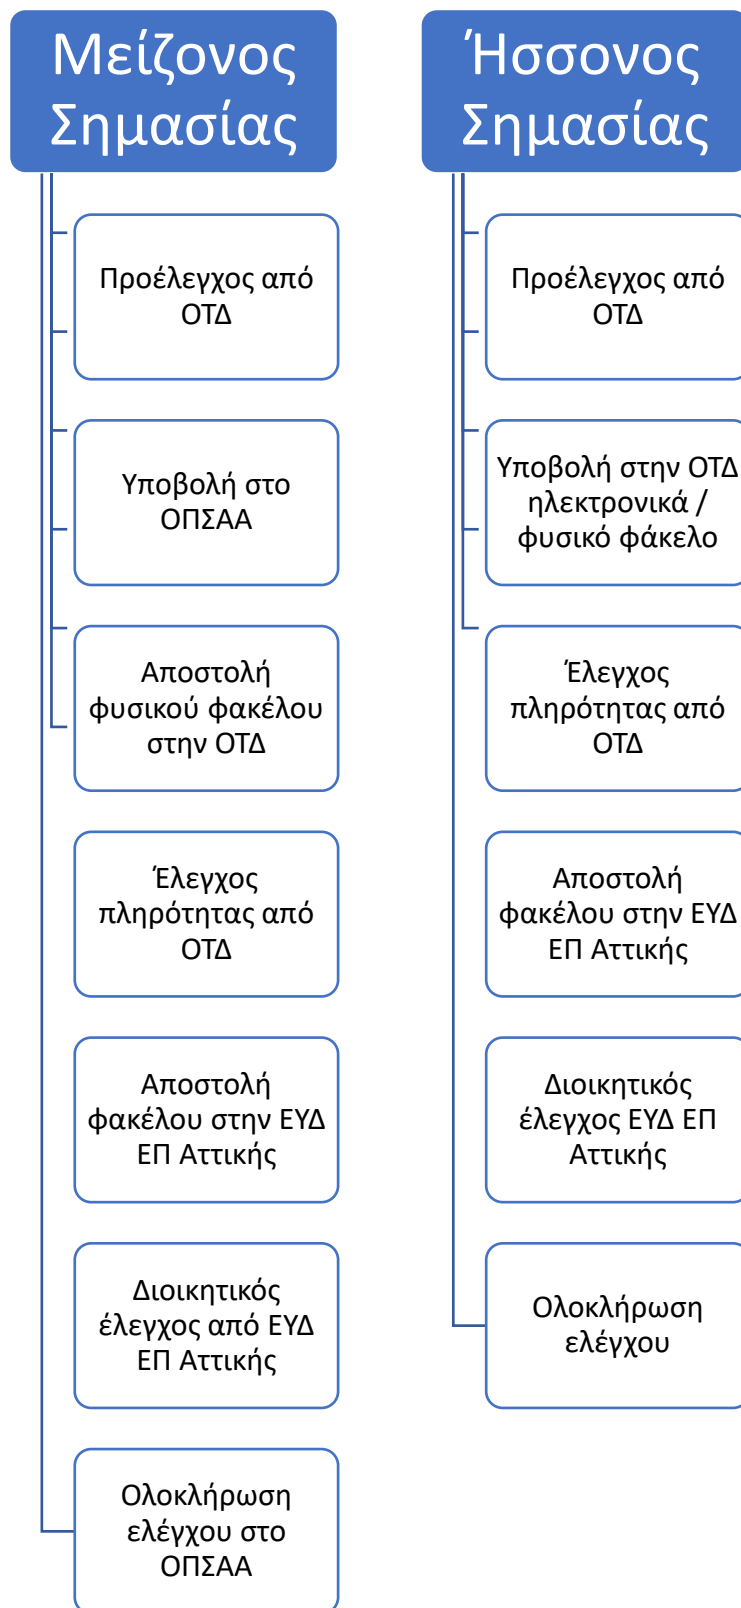 Μείζονος
Σημασίας
Προέλεγχος από
ΟΤΔ
Υποβολή στο
ΟΠΣΑΑ
Αποστολή
φυσικού φακέλου
στην ΟΤΔ
Έλεγχος
πληρότητας από
ΟΤΔ
Αποστολή
φακέλου στην ΕΥΔ
ΕΠ Αττικής
Διοικητικός
έλεγχος από ΕΥΔ
ΕΠ Αττικής
Ολοκλήρωση
ελέγχου στο
ΟΠΣΑΑ
Ήσσονος
Σημασίας
Προέλεγχος από
ΟΤΔ
Υποβολή στην ΟΤΔ
ηλεκτρονικά /
φυσικό φάκελο
Έλεγχος
πληρότητας από
ΟΤΔ
Αποστολή
φακέλου στην ΕΥΔ
ΕΠ Αττικής
Διοικητικός
έλεγχος ΕΥΔ ΕΠ
Αττικής
Ολοκλήρωση
ελέγχου